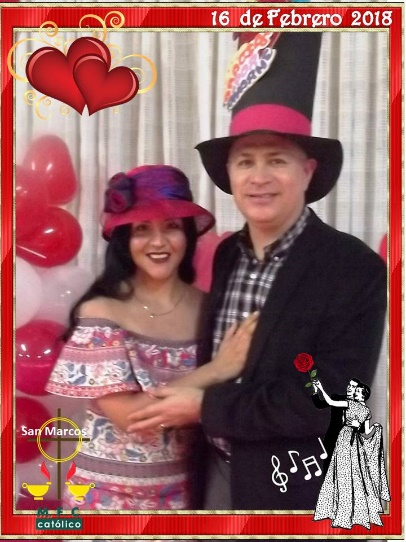 16 de Febrero 2018
San Marcos
M F C
católico